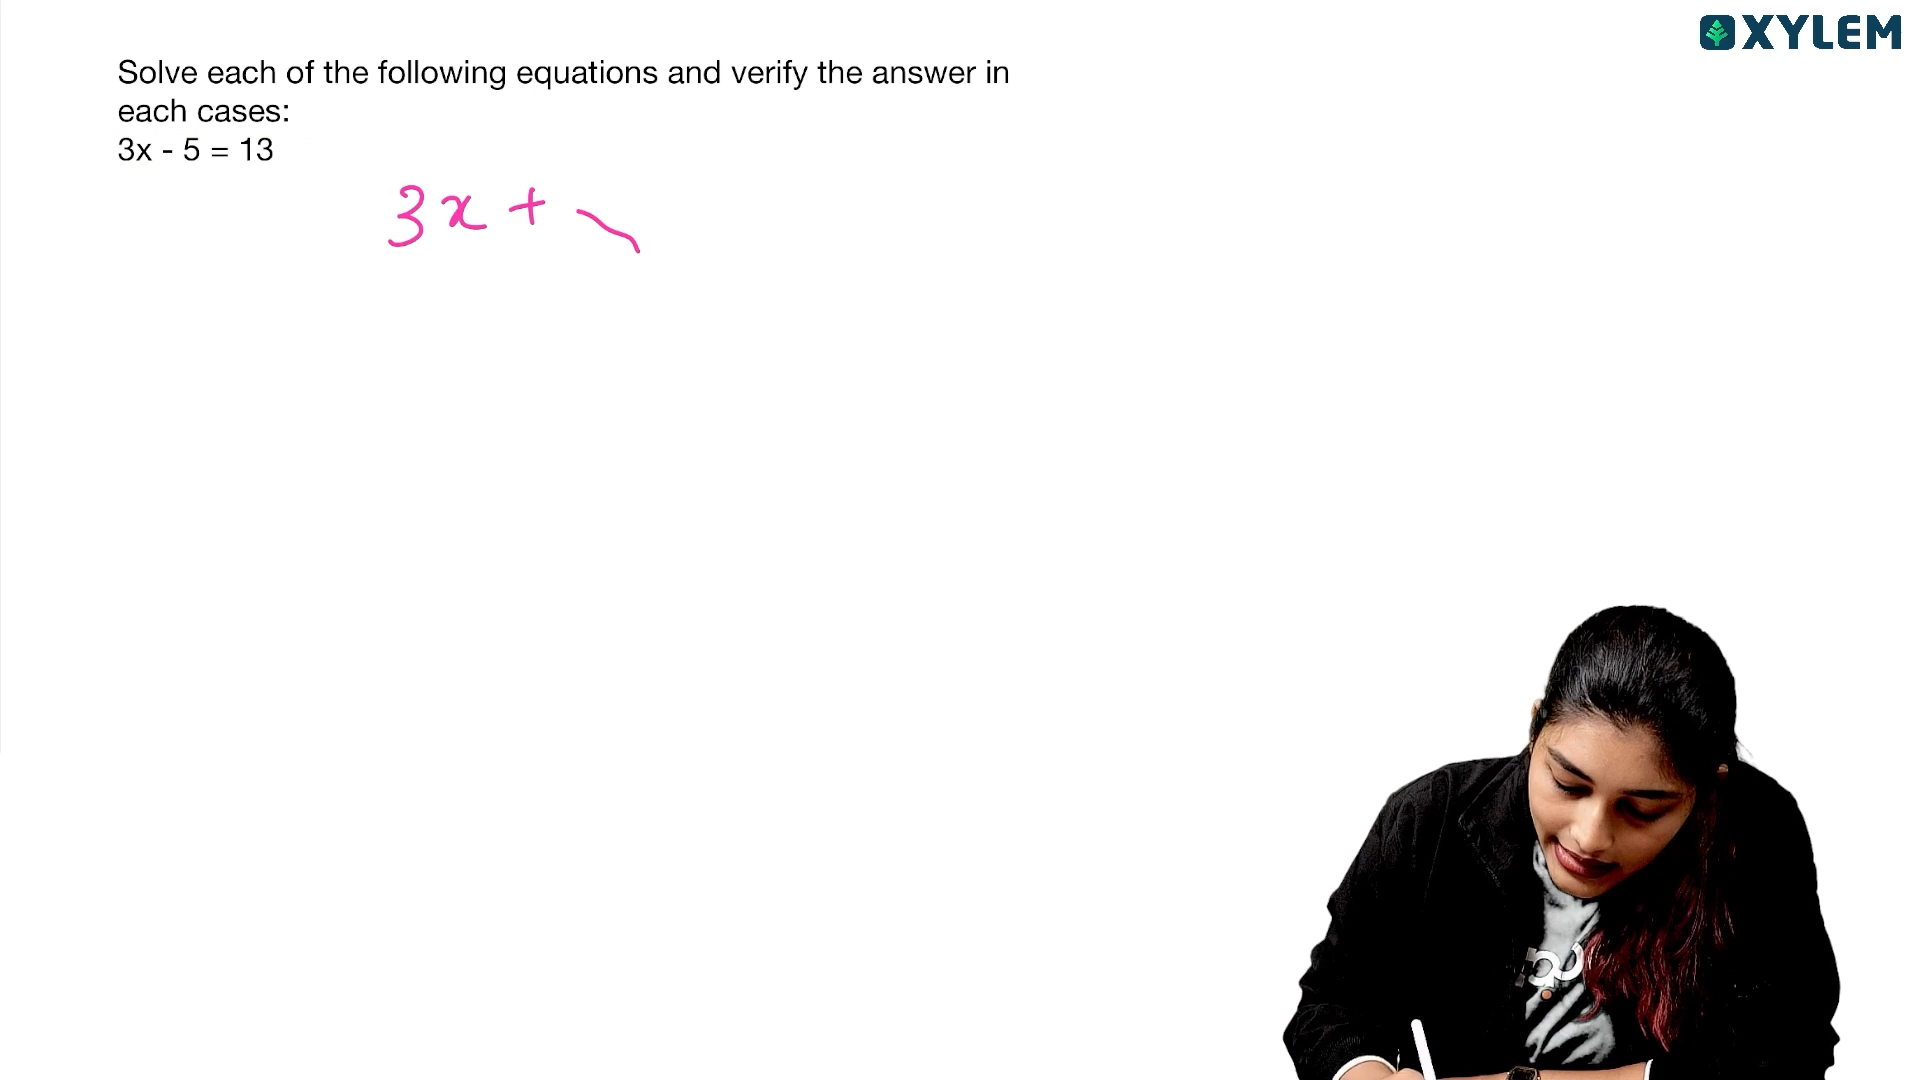 XYLEM
Solve each of the following equations and verify the answer in
each cases:
3x - 5 = 13
3x +